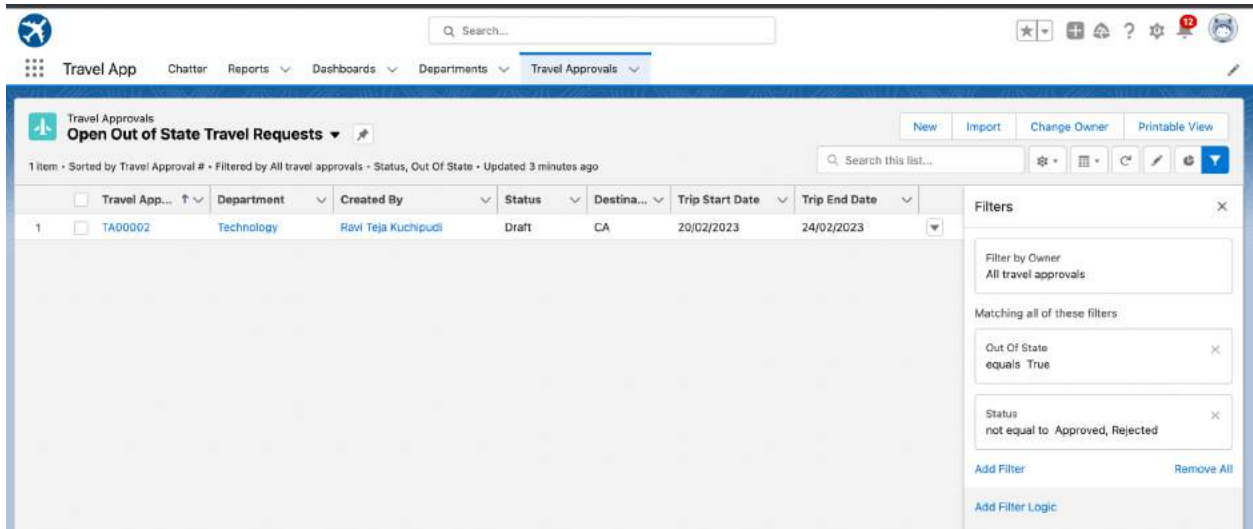 Search...
12
Travel App Chatter Reports Dashboards Departments Travel Approvals
Travel Approvals
Open Out of State Travel Requests
New Import Change Owner Printable View
1 item • Sorted by Travel Approval # • Filtered by All travel approvals - Status, Out Of State • Updated 3 minutes ago
Search this list...
Travel App... Department Created By Status Destina... Trip Start Date Trip End Date
1 TA00002 Technology Ravi Teja Kuchipudi Draft CA 20/02/2023 24/02/2023
Filters
Filter by Owner
All travel approvals
Matching all of these filters
Out Of State
equals True
Status
not equal to Approved, Rejected
Add Filter Remove All
Add Filter Logic